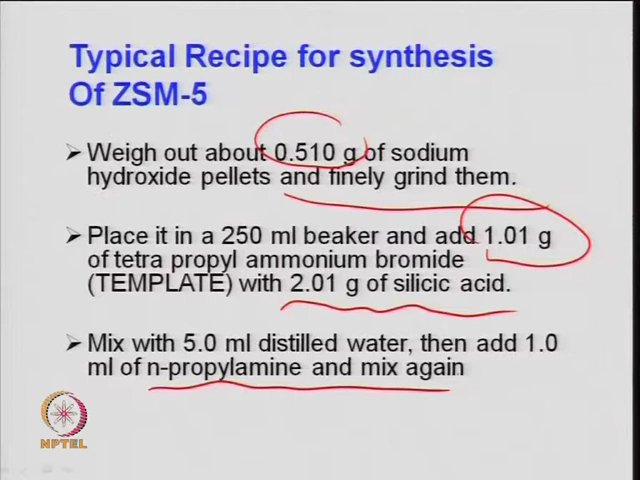 Typical Recipe for synthesis
Of ZSM-5
➢ Weigh out about 0.510 g of sodium
hydroxide pellets and finely grind them.
➢ Place it in a 250 ml beaker and add 1.01 g
of tetra propyl ammonium bromide
(TEMPLATE) with 2.01 g of silicic acid.
➢ Mix with 5.0 ml distilled water, then add 1.0
ml of n-propylamine and mix again
NPTEL